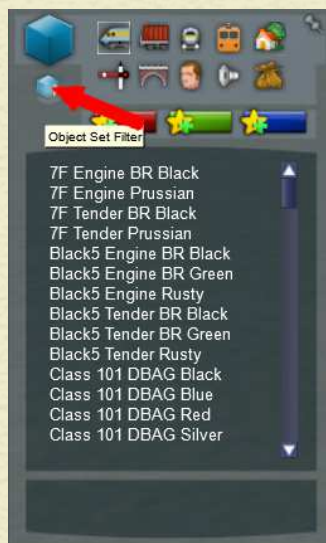 Object Set Filter
7F Engine BR Black
7F Engine Prussian
7F Tender BR Black
7F Tender Prussian
Black5 Engine BR Black
Black5 Engine BR Green
Black5 Engine Rusty
Black5 Tender BR Black
Black5 Tender BR Green
Black5 Tender Rusty
Class 101 DBAG Black
Class 101 DBAG Blue
Class 101 DBAG Red
Class 101 DBAG Silver